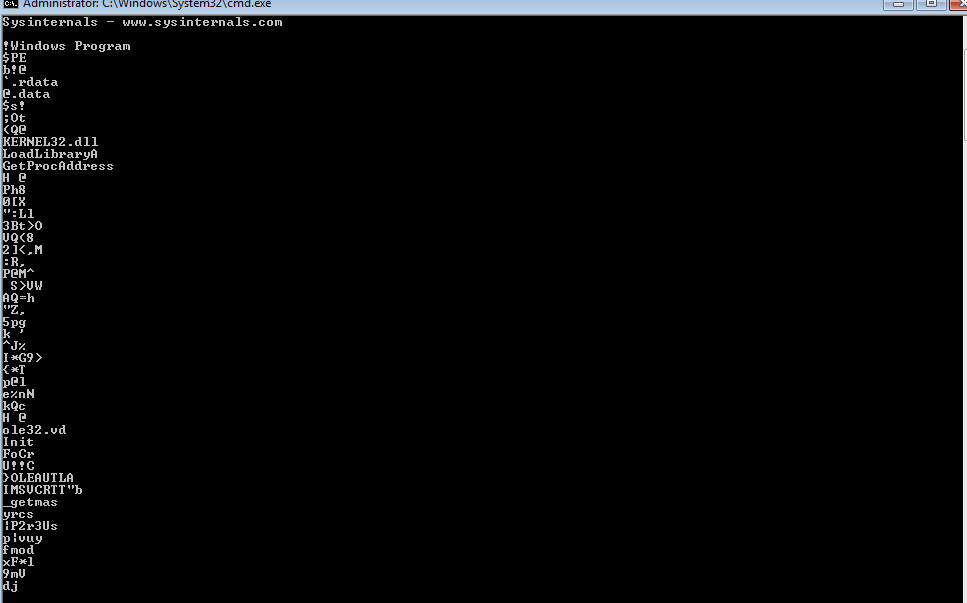 Administrator: C:\Windows\System32\cmd.exe
Sysinternals - www.sysinternals.com
!Windows Program
$PE
b!@
`.rdata
@.data
$s!
;Ot
<Q@
KERNEL32.dll
LoadLibraryA
GetProcAddress
H @
Ph8
0[X
":Ll
3Bt>O
VQ(8
2]<,M
:R,
P@M^
S>VW
AQ=h
"Z,
5pg
k '
^J%
I*G9>
<*T
p@l
e%nN
kQc
H @
ole32.vd
Init
FoCr
U!!C
>OLEAUTLA
IMSVCRTT"b
_getmas
yrcs
|P2r3Us
p|vuy
fmod
xF*l
9mV
dj